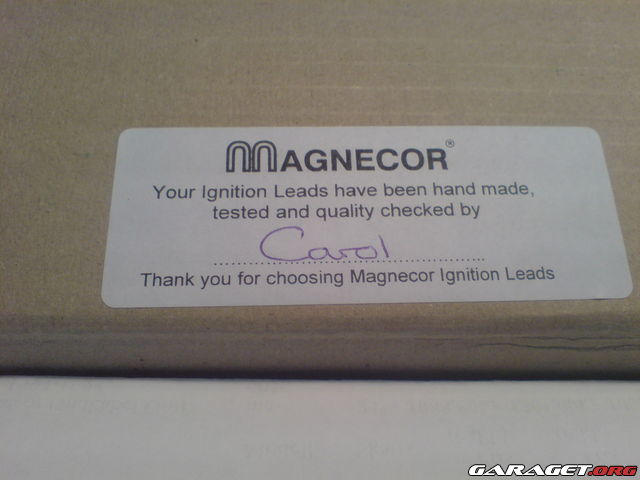 MAGNECOR®
Your Ignition Leads have been hand made,
tested and quality checked by
Carol
Thank you for choosing Magnecor Ignition Leads
GARAGET.ORG